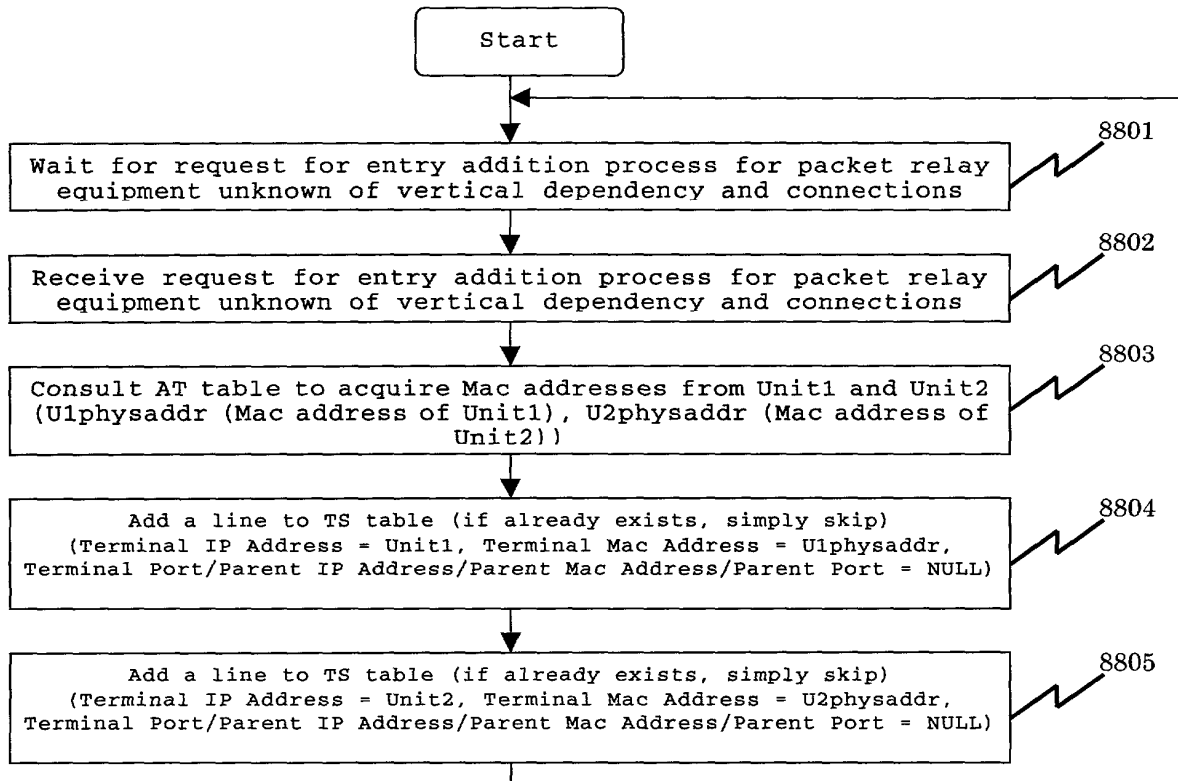 Start
8801
Wait for request for entry addition process for packet relay
equipment unknown of vertical dependency and connections
8802
Receive request for entry addition process for packet relay
equipment unknown of vertical dependency and connections
8803
Consult AT table to acquire Mac addresses from Unit1 and Unit2
(U1physaddr (Mac address of Unit1), U2physaddr (Mac address of
Unit2))
8804
Add a line to TS table (if already exists, simply skip)
(Terminal IP Address = Unit1, Terminal Mac Address = U1physaddr,
Terminal Port/Parent IP Address/Parent Mac Address/Parent Port = NULL)
8805
Add a line to TS table (if already exists, simply skip)
(Terminal IP Address = Unit2, Terminal Mac Address = U2physaddr,
Terminal Port/Parent IP Address/Parent Mac Address/Parent Port = NULL)